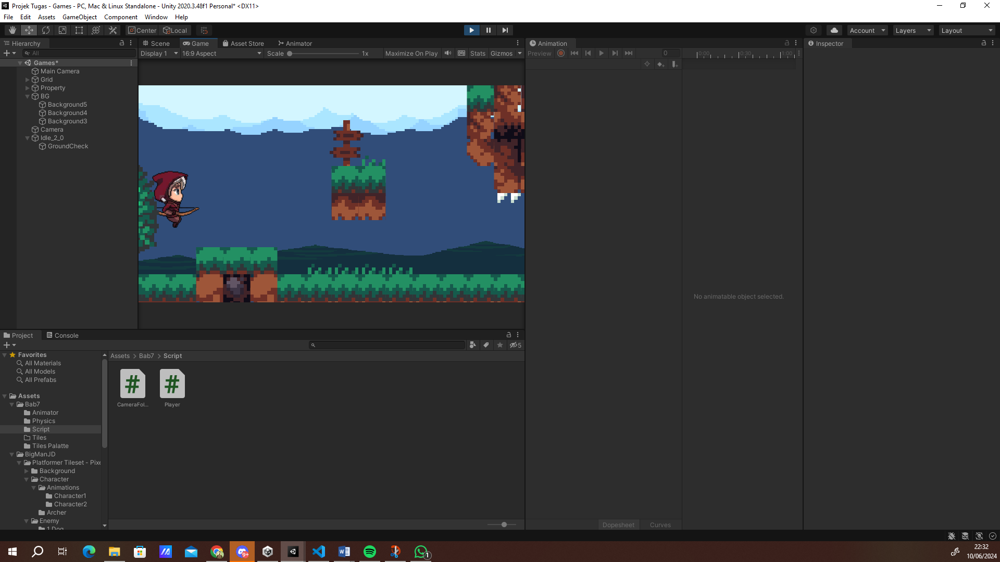 Projek Tugas - Games - PC, Mac & Linux Standalone - Unity 2020.3.48f1 Personal* <DX11>
File Edit Assets GameObject Component Window Help
Center Local Account Layers Layout
Hierarchy
All
Games*
Main Camera
Grid
Property
BG
Background5
Background4
Background3
Camera
Idle_2_0
GroundCheck
Scene Game Asset Store Animator
Display 1 16:9 Aspect Scale 1x Maximize On Play Stats Gizmos
Animation
Preview 0 0:00 0:30 1:00
No animatable object selected.
Dopesheet Curves
Inspector
Project Console
5
Favorites
All Materials
All Models
All Prefabs
Assets
Bab7
Animator
Physics
Script
Tiles
Tiles Palatte
BigManJD
Platformer Tileset - Pixe
Background
Character
Animations
Character1
Character2
Archer
Enemy
1 Dog
Assets > Bab7 > Script
CameraFol...
Player
9+
1
22:32
10/06/2024